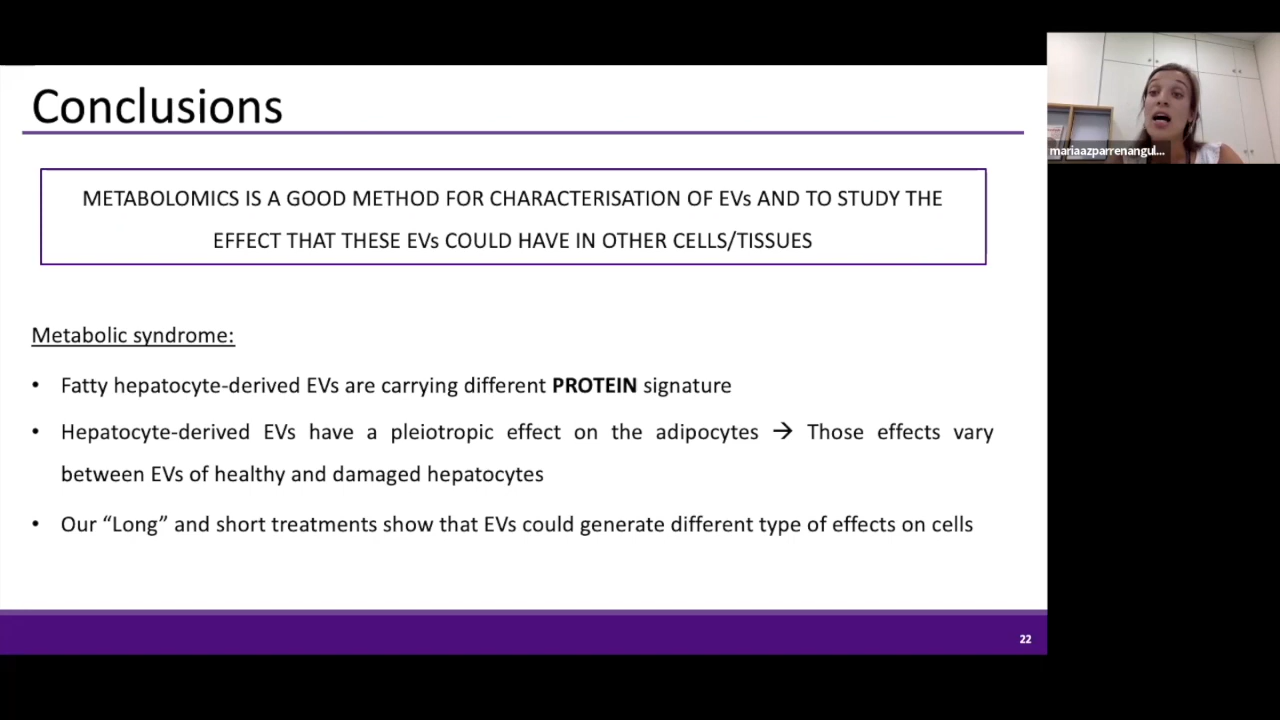 Conclusions
METABOLOMICS IS A GOOD METHOD FOR CHARACTERISATION OF EVs AND TO STUDY THE
EFFECT THAT THESE EVs COULD HAVE IN OTHER CELLS/TISSUES
Metabolic syndrome:
• Fatty hepatocyte-derived EVs are carrying different PROTEIN signature
• Hepatocyte-derived EVs have a pleiotropic effect on the adipocytes → Those effects vary
between EVs of healthy and damaged hepatocytes
• Our “Long” and short treatments show that EVs could generate different type of effects on cells
22
mariaazparrenangul...